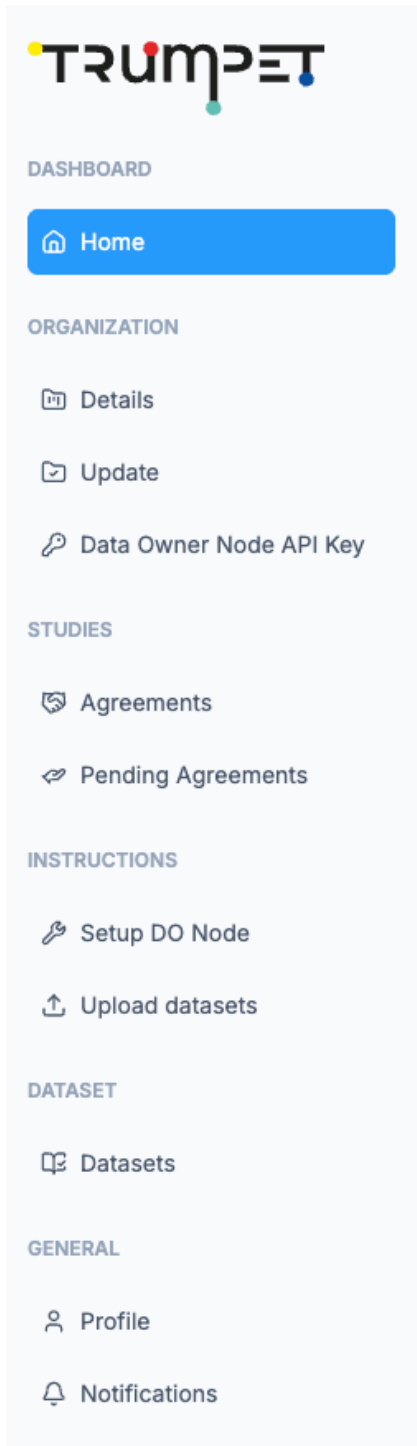 TRUMPET
DASHBOARD
Home
ORGANIZATION
Details
Update
Data Owner Node API Key
STUDIES
Agreements
Pending Agreements
INSTRUCTIONS
Setup DO Node
Upload datasets
DATASET
Datasets
GENERAL
Profile
Notifications